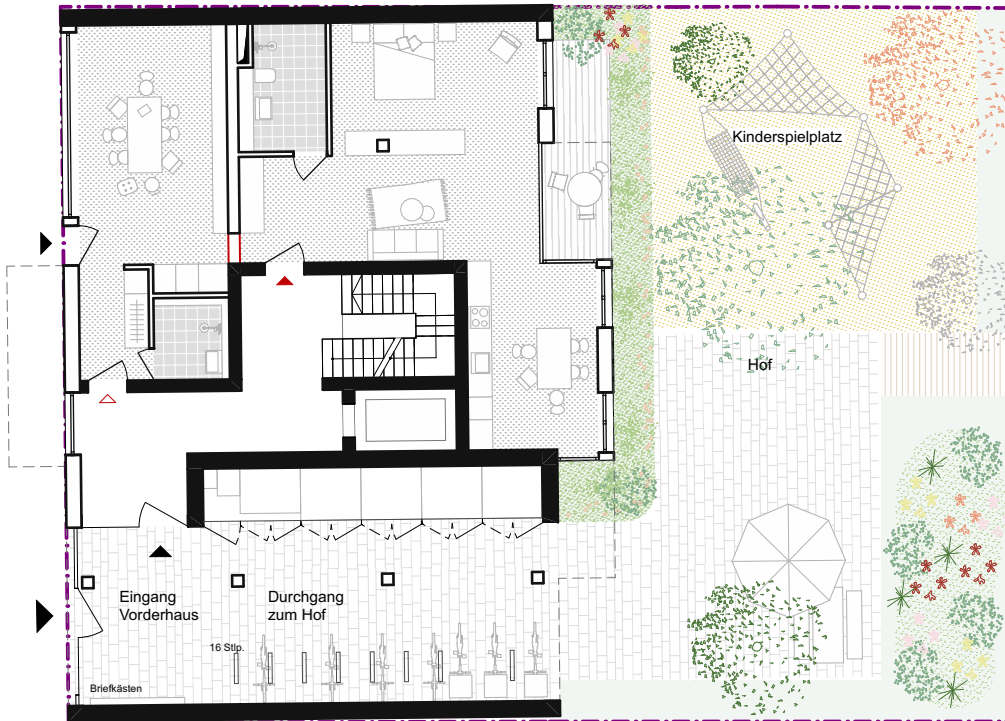 Kinderspielplatz
Hof
Eingang
Vorderhaus
Durchgang
zum Hof
16 Stlp.
Briefkästen